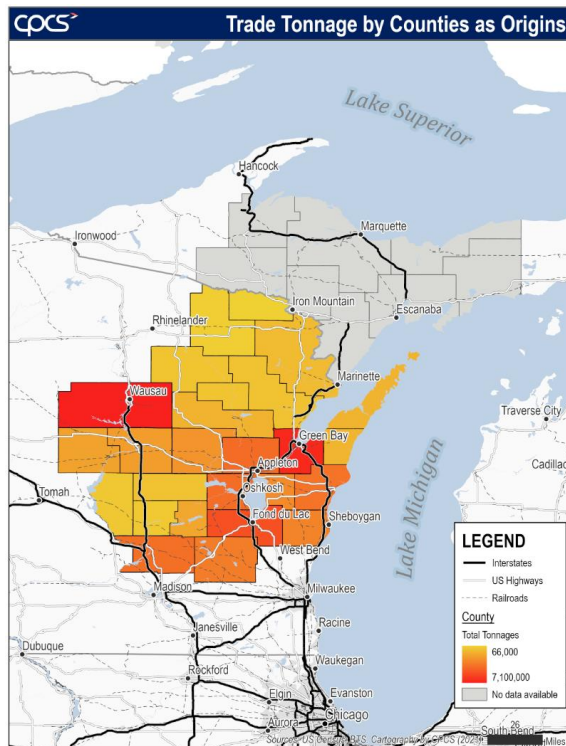 CPCS Trade Tonnage by Counties as Origins
Lake Superior
Hancock
Marquette
Ironwood
Iron Mountain
Escanaba
Rhinelander
Marinette
Wausau
Traverse City
Green Bay
Cadillac
Appleton
Tomah
Oshkosh
Lake Michigan
Fond du Lac
Sheboygan
West Bend
Madison
Milwaukee
Janesville
Racine
Dubuque
Waukegan
Rockford
Elgin
Evanston
Chicago
Aurora
South Bend
LEGEND
Interstates
US Highways
Railroads
County
Total Tonnages
66,000
7,100,000
No data available
26
Miles